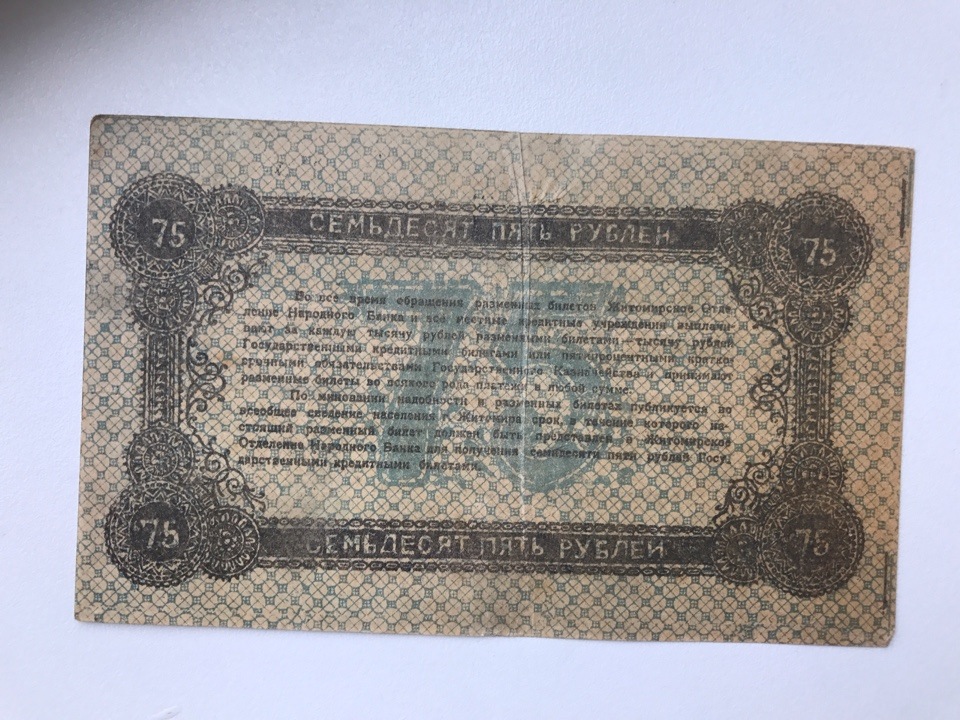 75 СЕМЬДЕСЯТ ПЯТЬ РУБЛЕЙ 75
75
Во все время обращения разменных билетов Житомирское Отде-
ление Народного Банка и все местные кредитные учреждения выплачи-
вают за каждую тысячу рублей разменными билетами—тысячу рублей
Государственными кредитными билетами или пятипроцентными кратко-
срочными обязательствами Государственного Казначейства и принимают
разменные билеты во всякого рода платежи в любой сумме.
По миновании надобности в разменных билетах публикуется во
всеобщее сведение населения г. Житомира срок, в течение которого на-
стоящий разменный билет должен быть представлен в Житомирское
Отделение Народного Банка для получения семидесяти пяти рублей Госу-
дарственными кредитными билетами.
75 СЕМЬДЕСЯТ ПЯТЬ РУБЛЕЙ 75